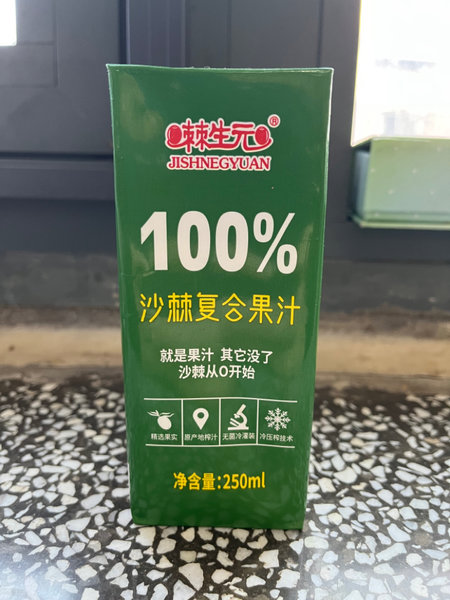 棘生元®
JISHNEGYUAN
100%
沙棘复合果汁
就是果汁 其它没了
沙棘从0开始
精选果实 原产地榨汁 无菌冷灌装 冷压榨技术
净含量:250ml